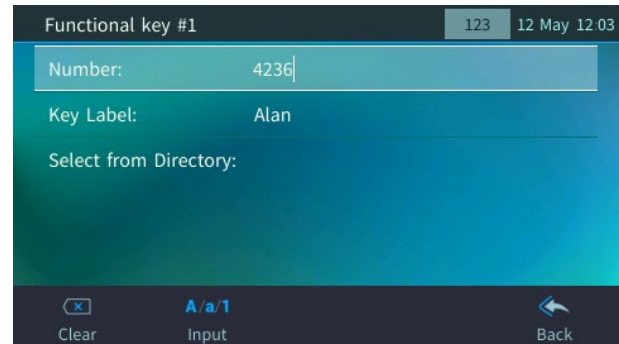 Functional key #1 123 12 May 12:03
Number: 4236
Key Label: Alan
Select from Directory:
A/a/1
Clear Input Back